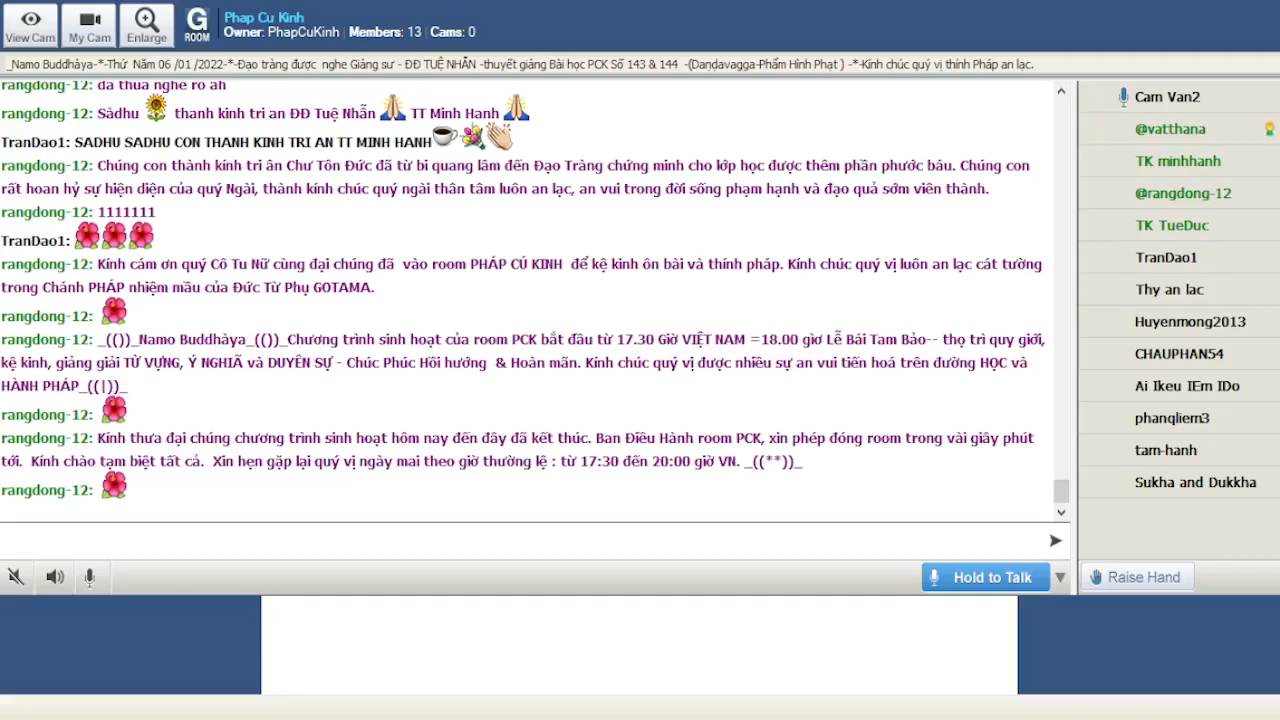 View Cam
My Cam
Enlarge
G
ROOM
Phap Cu Kinh
Owner: PhapCuKinh | Members: 13 | Cams: 0
_Namo Buddhàya-*-Thứ Năm 06 /01 /2022-*-Đạo tràng được nghe Giảng sư - ĐĐ TUỆ NHẪN -thuyết giảng Bài học PCK Số 143 & 144 -(Daṇḍavagga-Phẩm Hình Phạt ) -*-Kính chúc quý vị thính Pháp an lạc.
rangdong-12: dạ thưa nghe rõ ạh
rangdong-12: Sàdhu thanh kinh tri an ĐĐ Tuệ Nhẫn TT Minh Hanh
TranDao1: SADHU SADHU CON THANH KINH TRI AN TT MINH HANH
rangdong-12: Chúng con thành kính tri ân Chư Tôn Đức đã từ bi quang lâm đến Đạo Tràng chứng minh cho lớp học được thêm phần phước báu. Chúng con
rất hoan hỷ sự hiện diện của quý Ngài, thành kính chúc quý ngài thân tâm luôn an lạc, an vui trong đời sống phạm hạnh và đạo quả sớm viên thành.
rangdong-12: 1111111
TranDao1:
rangdong-12: Kính cám ơn quý Cô Tu Nữ cùng đại chúng đã vào room PHÁP CÚ KINH để kệ kinh ôn bài và thính pháp. Kính chúc quý vị luôn an lạc cát tường
trong Chánh PHÁP nhiệm mầu của Đức Từ Phụ GOTAMA.
rangdong-12:
rangdong-12: _(())_Namo Buddhàya_(())_Chương trình sinh hoạt của room PCK bắt đầu từ 17.30 Giờ VIỆT NAM =18.00 giờ Lễ Bái Tam Bảo-- thọ trì quy giới,
kệ kinh, giảng giải TỪ VỰNG, Ý NGHIÃ và DUYÊN SỰ - Chúc Phúc Hồi hướng & Hoàn mãn. Kính chúc quý vị được nhiều sự an vui tiến hoá trên đường HỌC và
HÀNH PHÁP_((|))_
rangdong-12:
rangdong-12: Kính thưa đại chúng chương trình sinh hoạt hôm nay đến đây đã kết thúc. Ban Điều Hành room PCK, xin phép đóng room trong vài giây phút
tới. Kính chào tạm biệt tất cả. Xin hẹn gặp lại quý vị ngày mai theo giờ thường lệ : từ 17:30 đến 20:00 giờ VN. _((**))_
rangdong-12:
Hold to Talk
Cam Van2
@vatthana
TK minhhanh
@rangdong-12
TK TueDuc
TranDao1
Thy an lac
Huyenmong2013
CHAUPHAN54
Ai lkeu IEm IDo
phanqliem3
tam-hanh
Sukha and Dukkha
Raise Hand